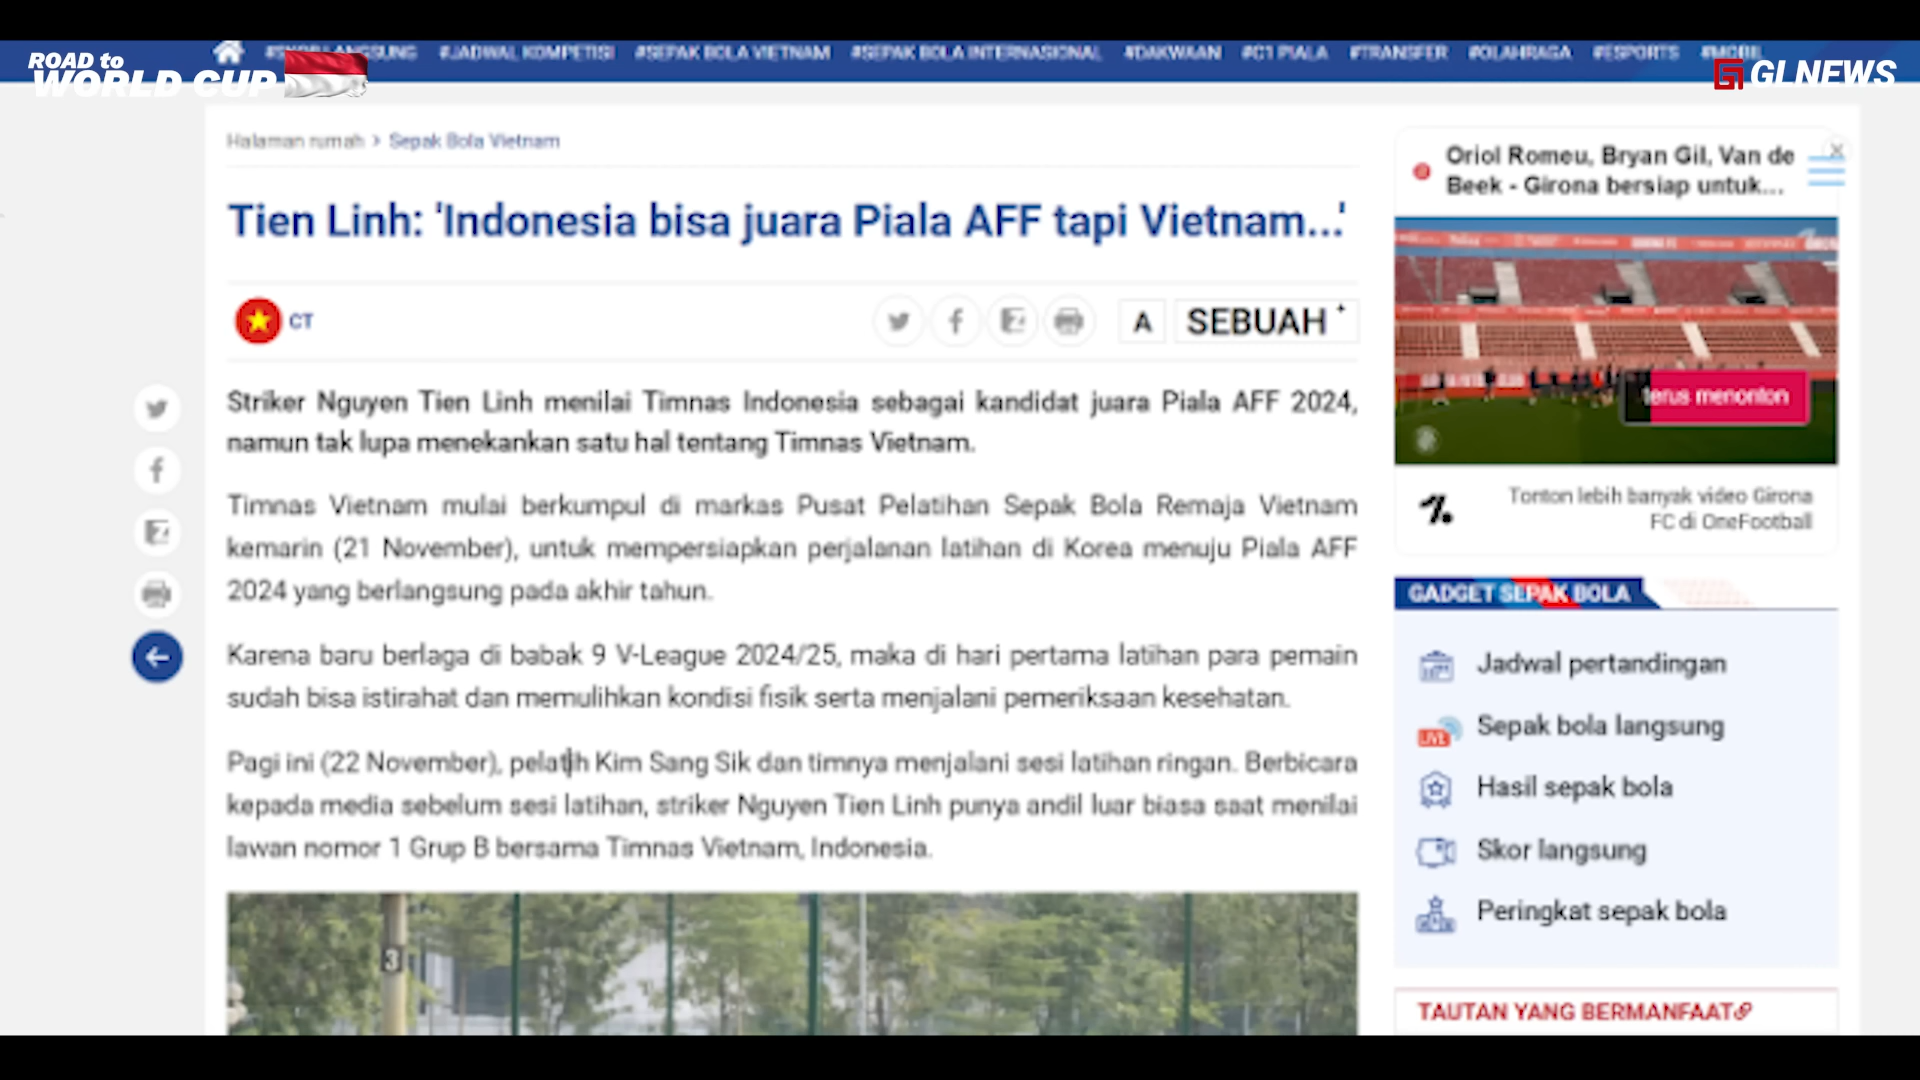 ROAD to
WORLD CUP
#SKOR LANGSUNG #JADWAL KOMPETISI #SEPAK BOLA VIETNAM #SEPAK BOLA INTERNASIONAL #DAKWAAN #C1 PIALA #TRANSFER #OLAHRAGA #ESPORTS #MOBIL
GLNEWS
Halaman rumah > Sepak Bola Vietnam
Tien Linh: 'Indonesia bisa juara Piala AFF tapi Vietnam...'
CT
A SEBUAH +
Striker Nguyen Tien Linh menilai Timnas Indonesia sebagai kandidat juara Piala AFF 2024,
namun tak lupa menekankan satu hal tentang Timnas Vietnam.
Timnas Vietnam mulai berkumpul di markas Pusat Pelatihan Sepak Bola Remaja Vietnam
kemarin (21 November), untuk mempersiapkan perjalanan latihan di Korea menuju Piala AFF
2024 yang berlangsung pada akhir tahun.
Karena baru berlaga di babak 9 V-League 2024/25, maka di hari pertama latihan para pemain
sudah bisa istirahat dan memulihkan kondisi fisik serta menjalani pemeriksaan kesehatan.
Pagi ini (22 November), pelatih Kim Sang Sik dan timnya menjalani sesi latihan ringan. Berbicara
kepada media sebelum sesi latihan, striker Nguyen Tien Linh punya andil luar biasa saat menilai
lawan nomor 1 Grup B bersama Timnas Vietnam, Indonesia.
3
Oriol Romeu, Bryan Gil, Van de
Beek - Girona bersiap untuk...
terus menonton
Tonton lebih banyak video Girona
FC di OneFootball
GADGET SEPAK BOLA
Jadwal pertandingan
LIVE
Sepak bola langsung
Hasil sepak bola
Skor langsung
Peringkat sepak bola
TAUTAN YANG BERMANFAAT